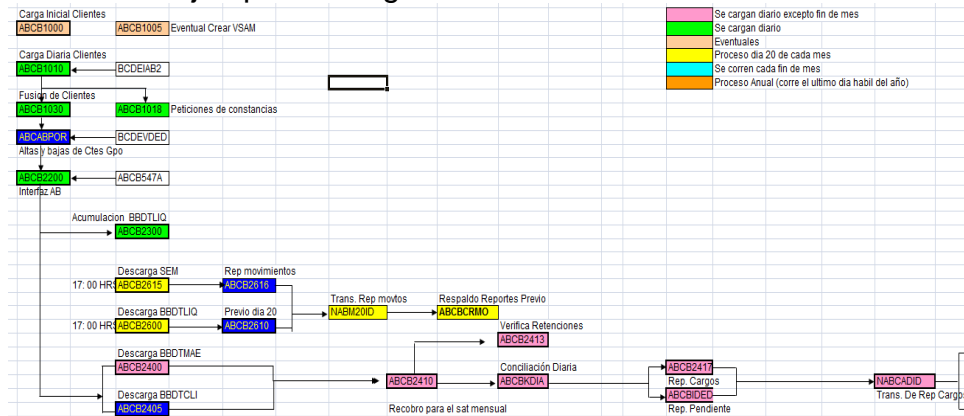 Carga Inicial Clientes
ABCB1000 ABCB1005 Eventual Crear VSAM
Se cargan diario excepto fin de mes
Se cargan diario
Eventuales
Proceso dia 20 de cada mes
Se corren cada fin de mes
Proceso Anual (corre el ultimo dia habil del año)
Carga Diaria Clientes
ABCB1010 BCDEIAB2
Fusion de Clientes
ABCB1030 ABCB1018 Peticiones de constancias
ABCABPOR BCDEVDED
Altas y bajas de Ctes Gpo
ABCB2200 ABCB547A
Interfaz AB
Acumulacion BBDTLIQ
ABCB2300
Descarga SEM Rep movimientos
17: 00 HRS ABCB2615 ABCB2616
Trans. Rep movtos Respaldo Reportes Previo
Descarga BBDTLIQ Previo dia 20 NABM20ID ABCBCRMO
17: 00 HRS ABCB2600 ABCB2610 Verifica Retenciones
ABCB2413
Descarga BBDTMAE
ABCB2400 Conciliación Diaria ABCB2417
ABCB2410 ABCBKDIA Rep. Cargos NABCADID
Descarga BBDTCLI ABCBIDED Trans. De Rep Cargos
ABCB2405 Recobro para el sat mensual Rep. Pendiente